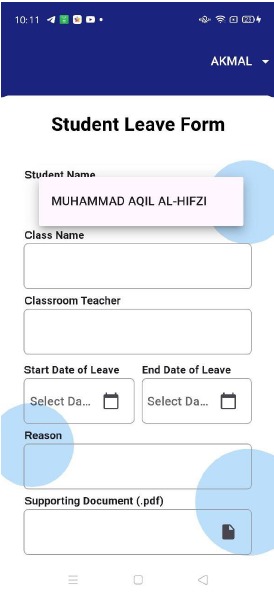 10:11
AKMAL
Student Leave Form
Student Name
MUHAMMAD AQIL AL-HIFZI
Class Name
Classroom Teacher
Start Date of Leave End Date of Leave
Select Da... Select Da...
Reason
Supporting Document (.pdf)